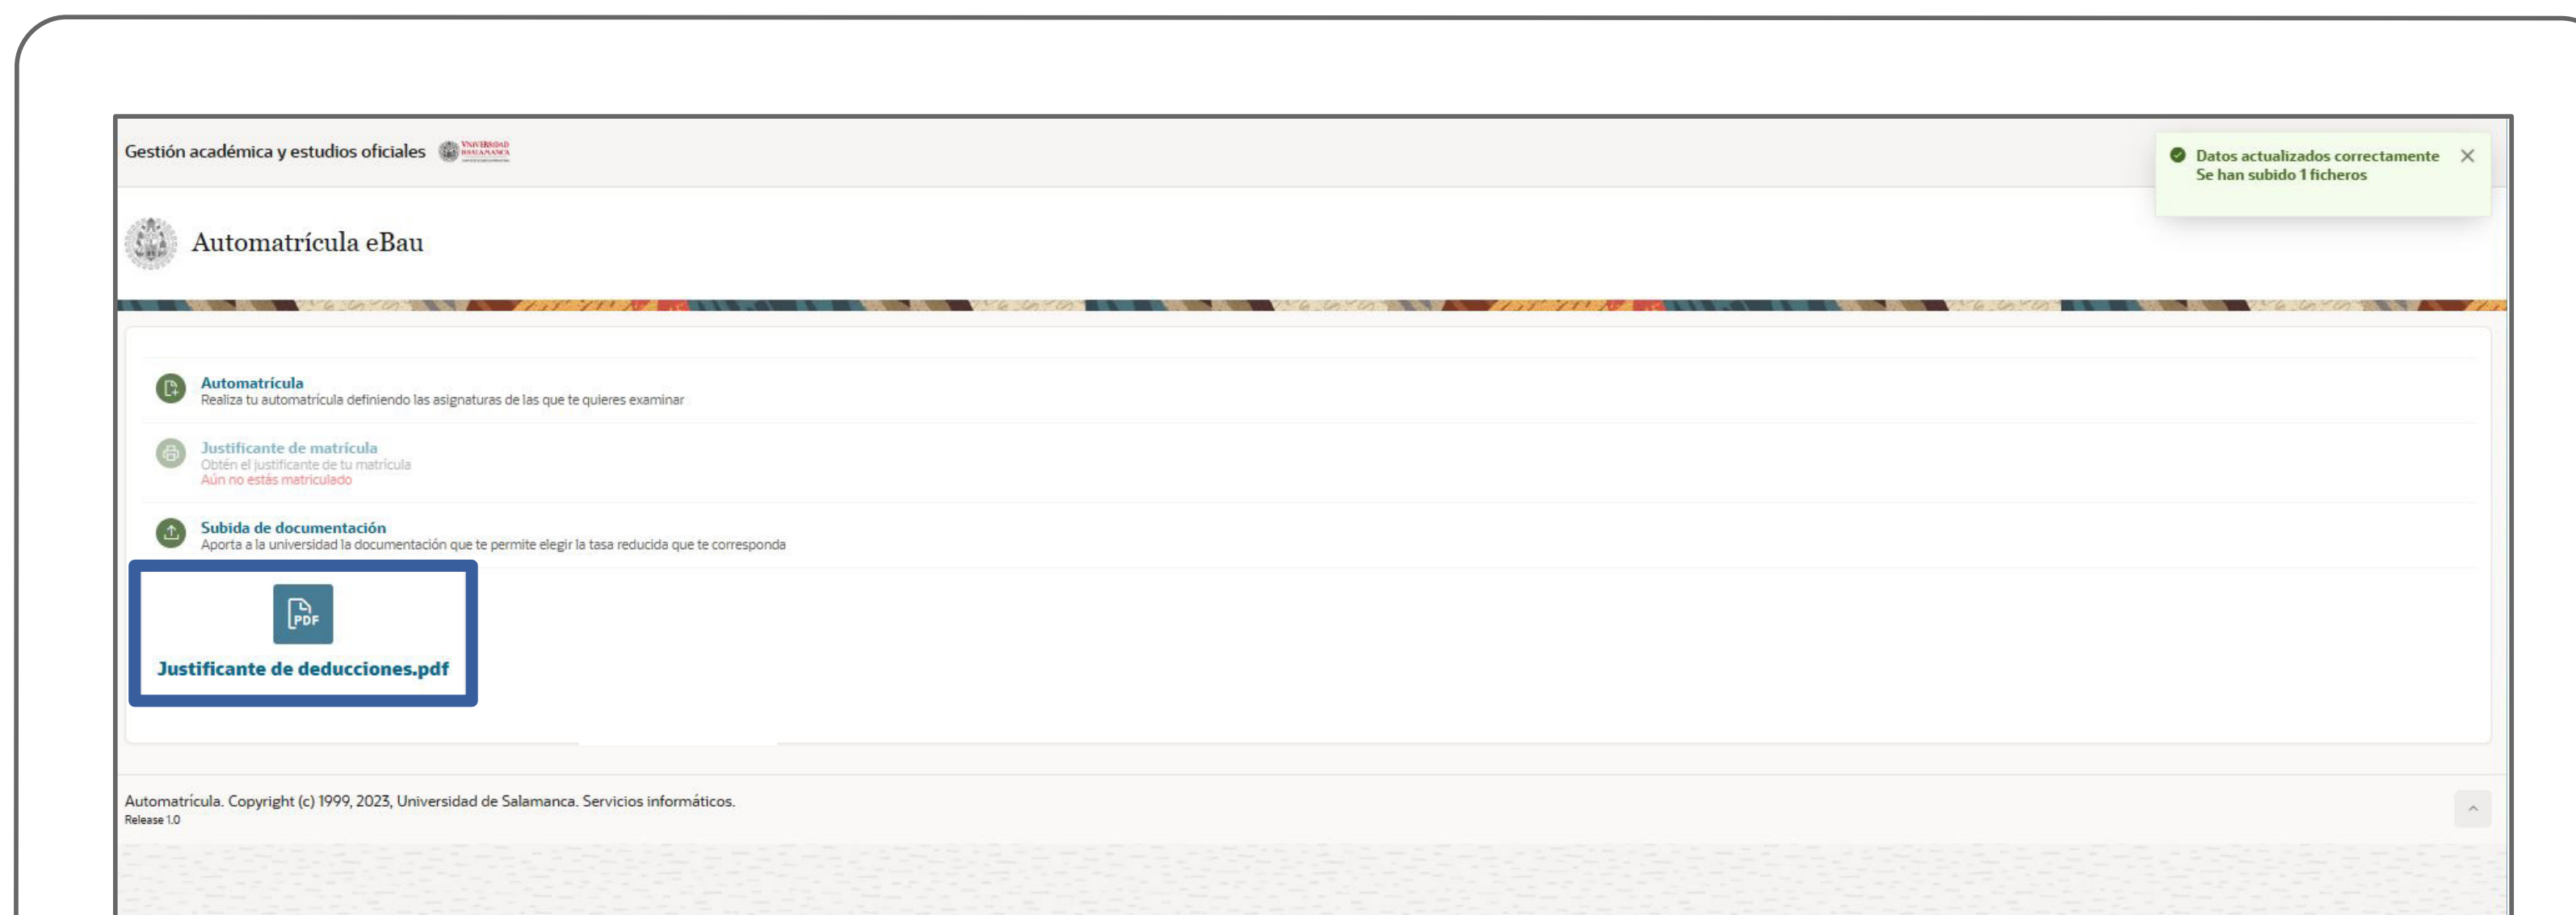 Gestión académica y estudios oficiales
VNIVERSIDAD
D SALAMANCA
Datos actualizados correctamente
Se han subido 1 ficheros
Automatrícula eBau
Automatrícula
Realiza tu automatrícula definiendo las asignaturas de las que te quieres examinar
Justificante de matrícula
Obtén el justificante de tu matrícula
Aún no estás matriculado
Subida de documentación
Aporta a la universidad la documentación que te permite elegir la tasa reducida que te corresponda
PDF
Justificante de deducciones.pdf
Automatrícula. Copyright (c) 1999, 2023, Universidad de Salamanca. Servicios informáticos.
Release 1.0